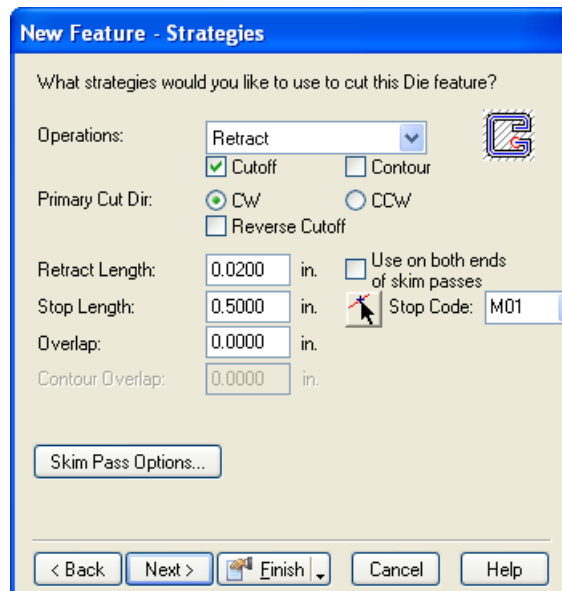 New Feature - Strategies
What strategies would you like to use to cut this Die feature?
Operations: Retract
Cutoff Contour
Primary Cut Dir: CW CCW
Reverse Cutoff
Retract Length: 0.0200 in. Use on both ends
of skim passes
Stop Length: 0.5000 in. Stop Code: M01
Overlap: 0.0000 in.
Contour Overlap: 0.0000 in.
Skim Pass Options...
< Back Next > Finish Cancel Help